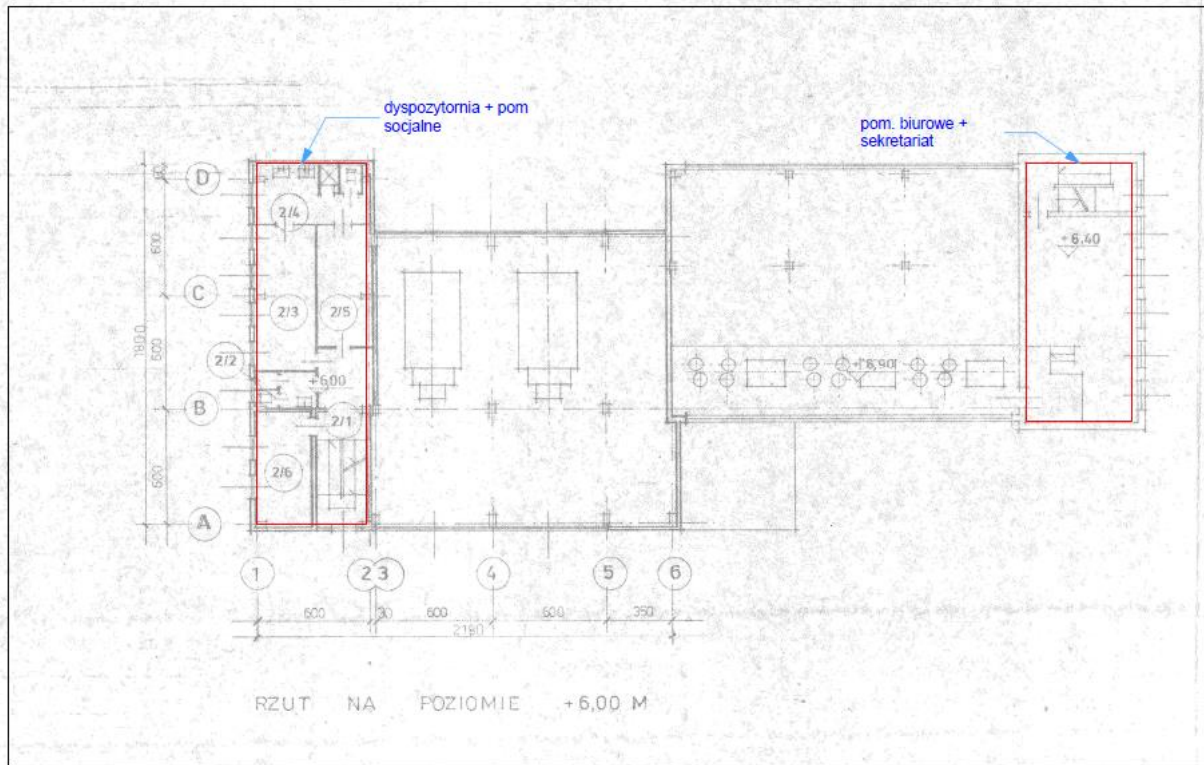 dyspozytornia + pom
socjalne
pom. biurowe +
sekretariat
D
2/4
+6,40
600
C
2/3
2/5
1800
600
2/2
+6,00
+8,90
B
2/1
600
2/6
A
1
2
3
4
5
6
600
30
600
600
350
2180
RZUT NA POZIOMIE +6,00 M